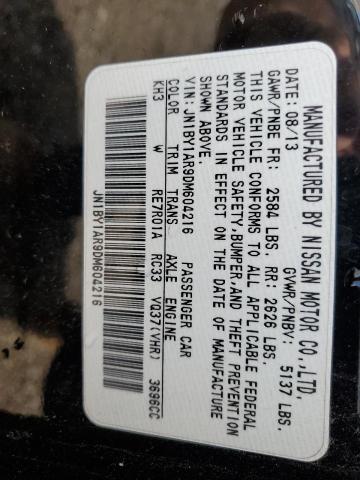 MANUFACTURED BY NISSAN MOTOR CO.,LTD.
DATE: 08/13 GVWR/PNBV: 5137 LBS.
GAWR/PNBE FR: 2584 LBS. RR: 2626 LBS.
THIS VEHICLE CONFORMS TO ALL APPLICABLE FEDERAL
MOTOR VEHICLE SAFETY,BUMPER,AND THEFT PREVENTION
STANDARDS IN EFFECT ON THE DATE OF MANUFACTURE
SHOWN ABOVE.
VIN: JN1BY1AR9DM604216 PASSENGER CAR
COLOR TRIM TRANS AXLE ENGINE
KH3 W RE7R01A RC33 VQ37(VHR) 3696CC
JN1BY1AR9DM604216